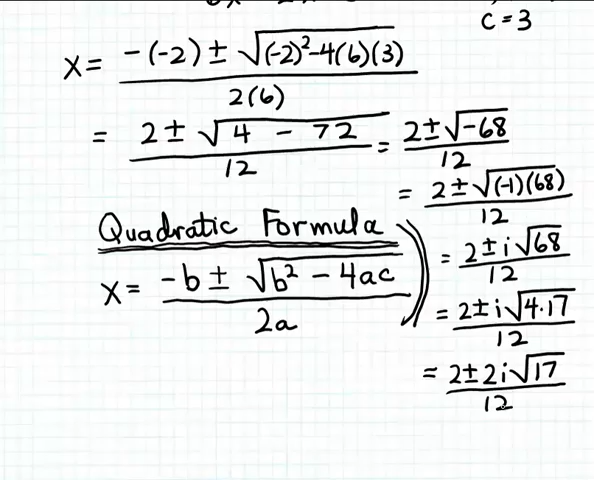 c = 3
x = -(-2) ± √(-2)²-4(6)(3) / 2(6)
= 2 ± √4 - 72 / 12 = 2 ± √-68 / 12
= 2 ± √(-1)(68) / 12
Quadratic Formula
x = -b ± √b² - 4ac / 2a
= 2 ± i√68 / 12
= 2 ± i√4·17 / 12
= 2 ± 2i√17 / 12